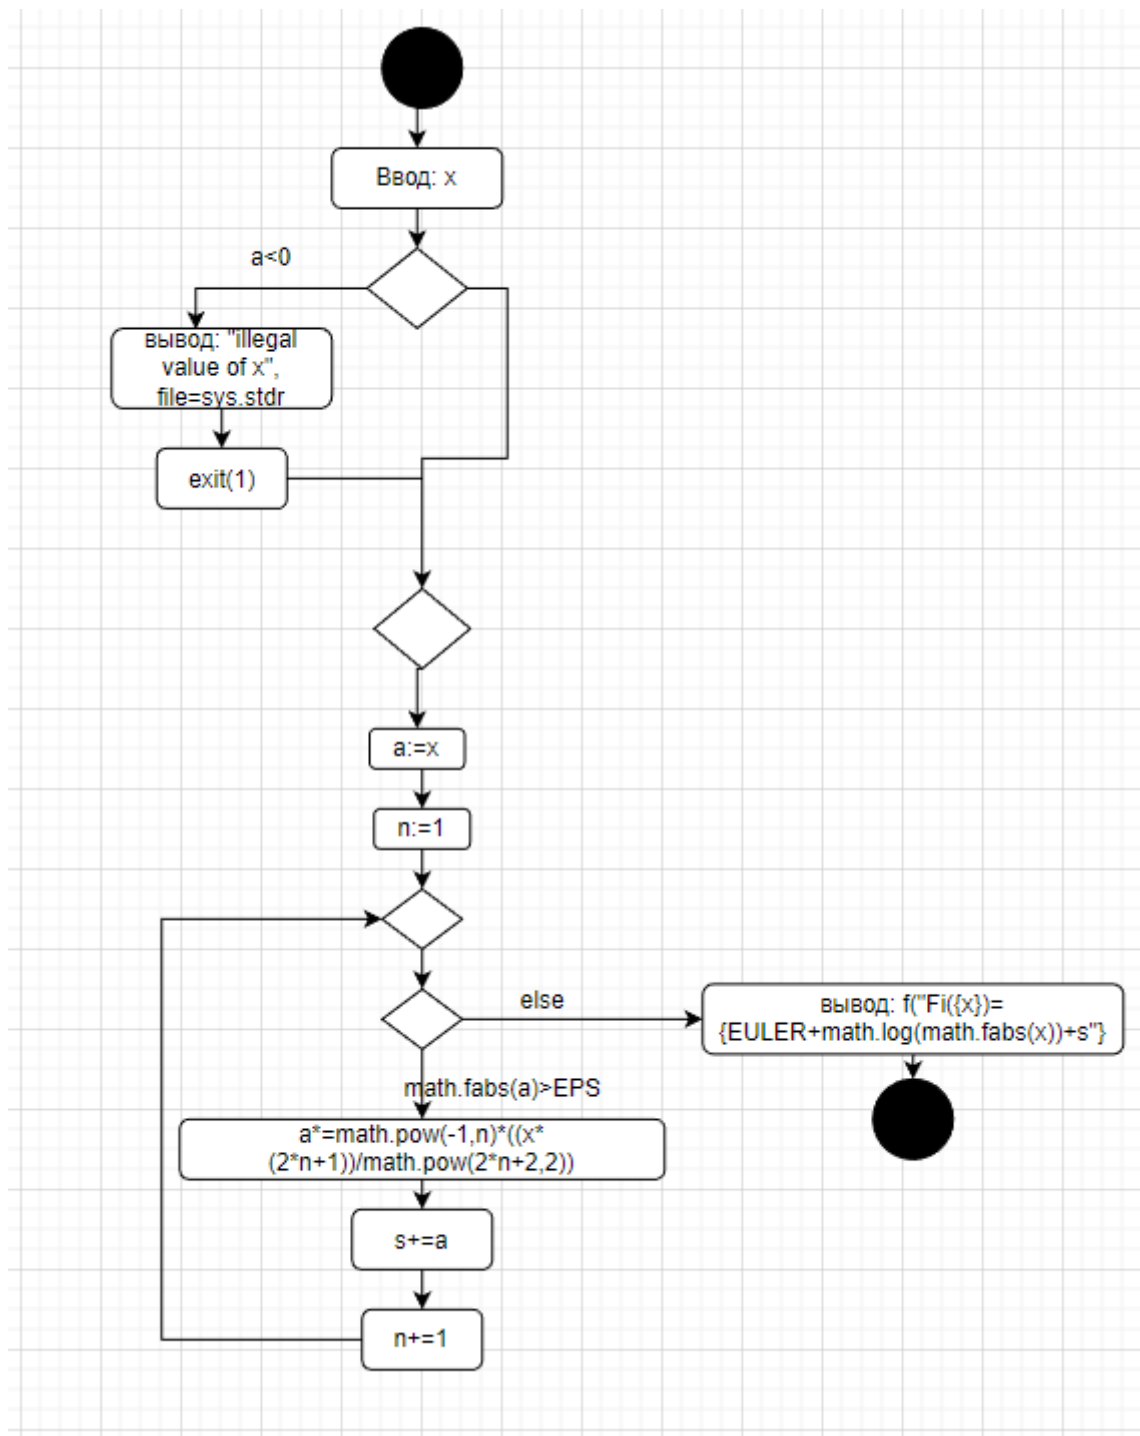 Ввод: x
a<0
вывод: "illegal
value of x",
file=sys.stdr
exit(1)
a:=x
n:=1
else
вывод: f("Fi({x})=
{EULER+math.log(math.fabs(x))+s"}
math.fabs(a)>EPS
a*=math.pow(-1,n)*((x*
(2*n+1))/math.pow(2*n+2,2))
s+=a
n+=1